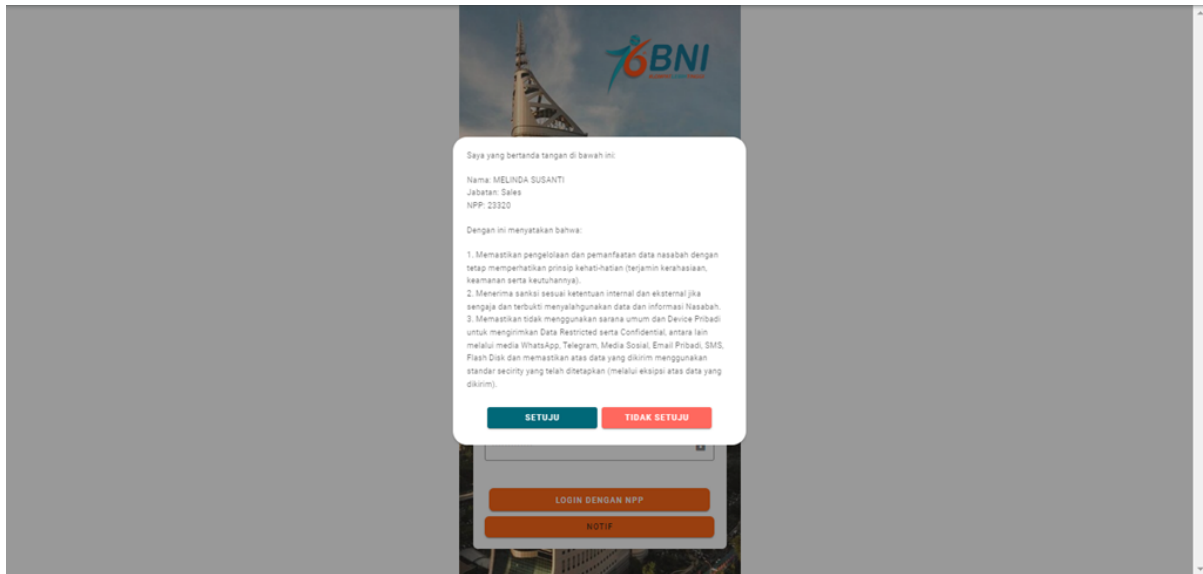 76 BNI
Saya yang bertanda tangan di bawah ini:
Nama: MELINDA SUSANTI
Jabatan: Sales
NPP: 23320
Dengan ini menyatakan bahwa:
1. Memastikan pengelolaan dan pemanfaatan data nasabah dengan
tetap memperhatikan prinsip kehati-hatian (terjamin kerahasiaan,
keamanan serta keutuhannya).
2. Menerima sanksi sesuai ketentuan internal dan eksternal jika
sengaja dan terbukti menyalahgunakan data dan informasi Nasabah.
3. Memastikan tidak menggunakan sarana umum dan Device Pribadi
untuk mengirimkan Data Restricted serta Confidential, antara lain
melalui media WhatsApp, Telegram, Media Sosial, Email Pribadi, SMS,
Flash Disk dan memastikan atas data yang dikirim menggunakan
standar secirity yang telah ditetapkan (melalui eksipsi atas data yang
dikirim).
SETUJU TIDAK SETUJU
LOGIN DENGAN NPP
NOTIF